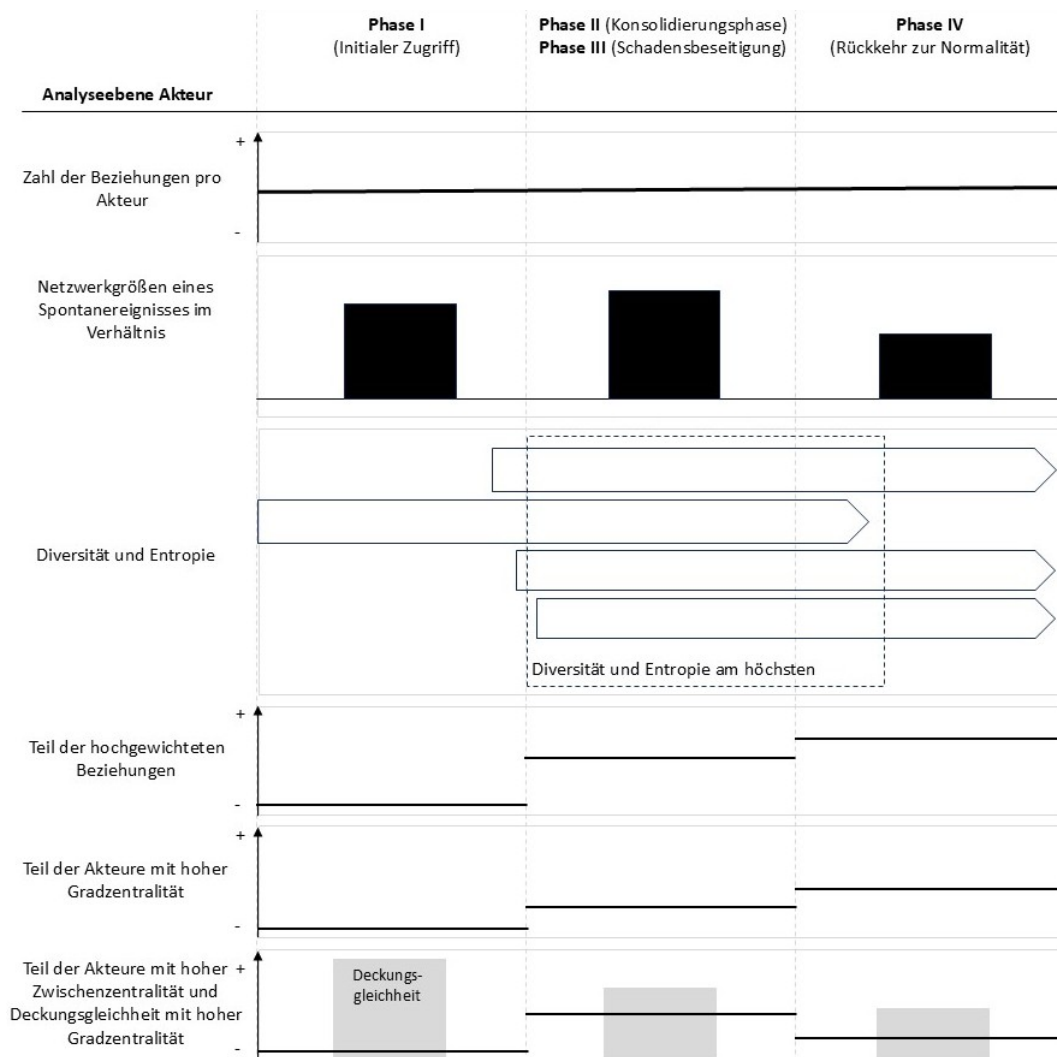 Phase I
(Initialer Zugriff)
Phase II (Konsolidierungsphase)
Phase III (Schadensbeseitigung)
Phase IV
(Rückkehr zur Normalität)
Analyseebene Akteur
+
Zahl der Beziehungen pro
Akteur
-
Netzwerkgrößen eines
Spontanereignisses im
Verhältnis
Diversität und Entropie
Diversität und Entropie am höchsten
+
Teil der hochgewichteten
Beziehungen
-
+
Teil der Akteure mit hoher
Gradzentralität
-
Teil der Akteure mit hoher +
Zwischenzentralität und
Deckungsgleichheit mit hoher
Gradzentralität
-
Deckungs-
gleichheit